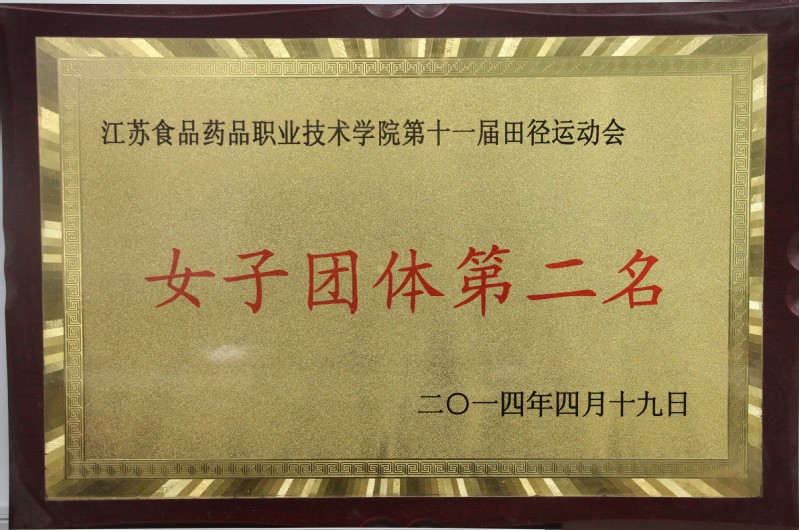 江苏食品药品职业技术学院第十一届田径运动会
女子团体第二名
二〇一四年四月十九日